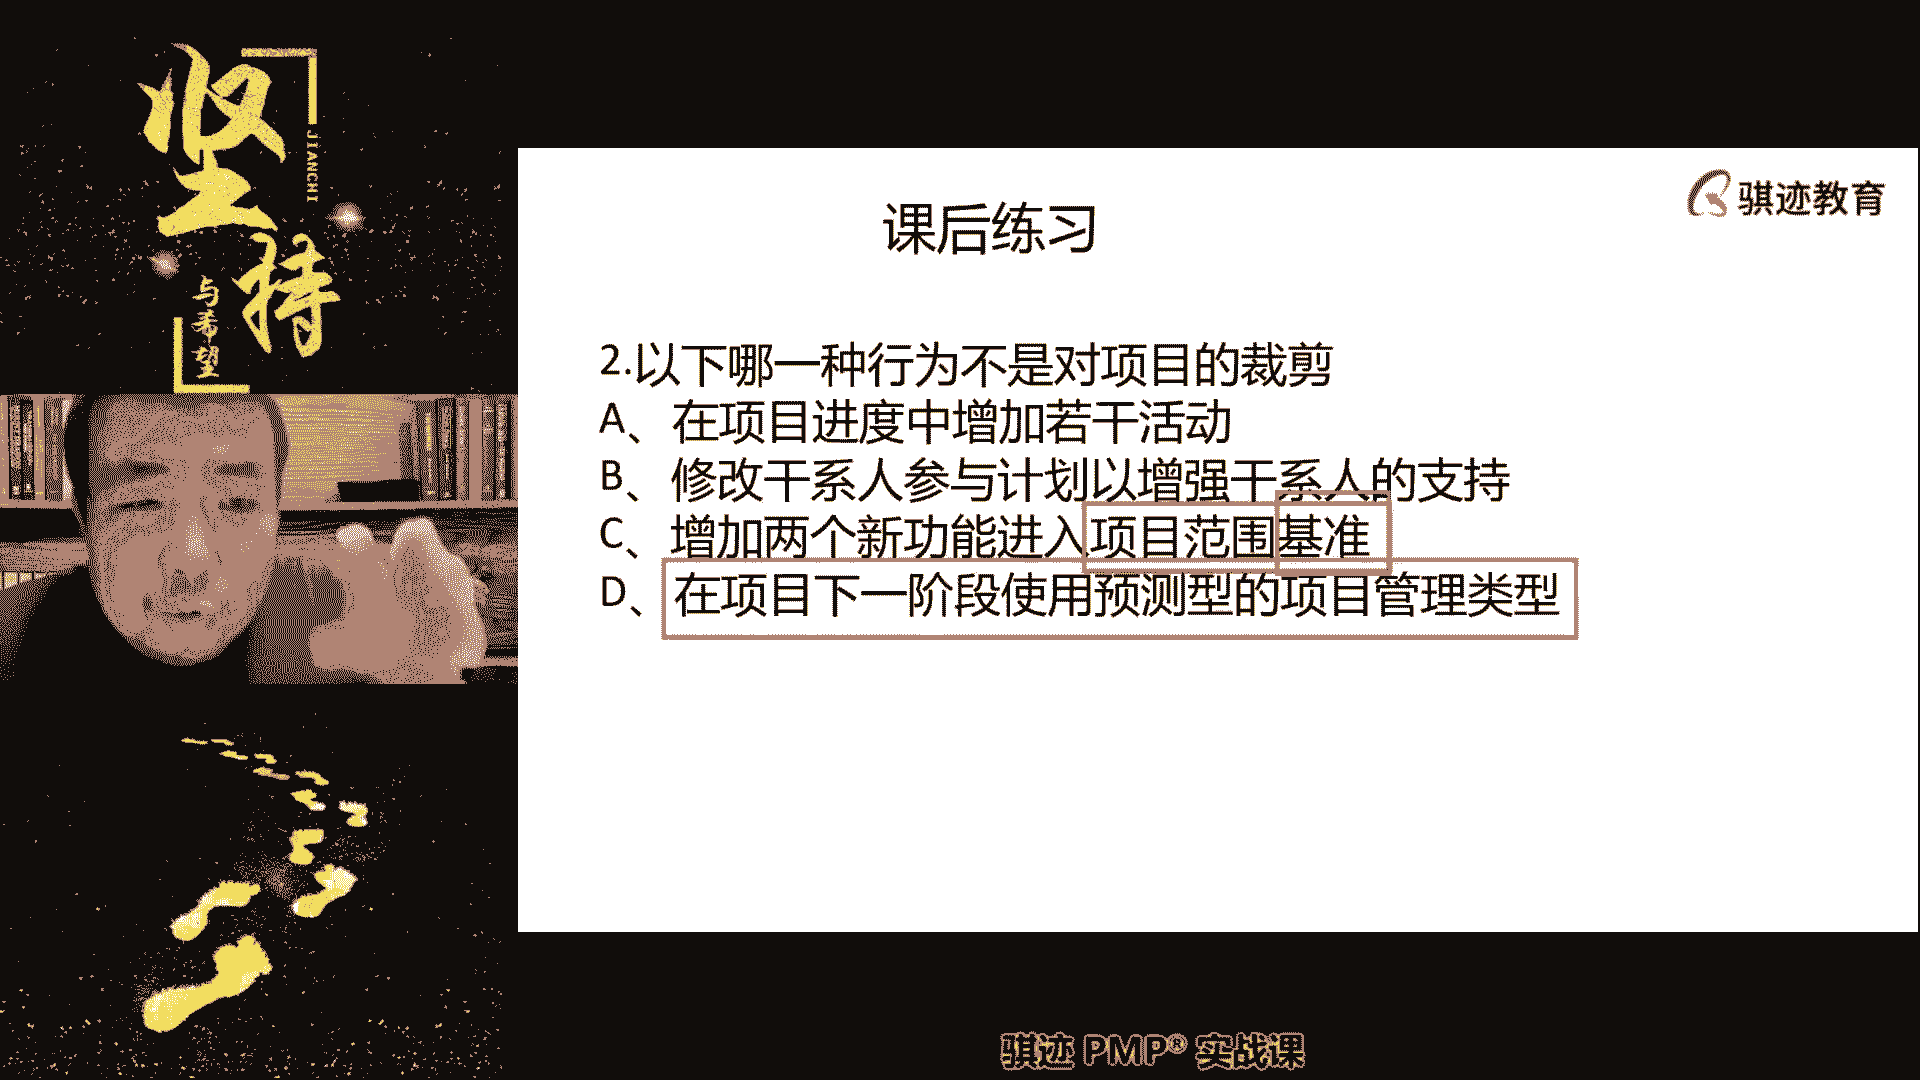 坚持
JIANCHI
与希望
骐迹教育
课后练习
2.以下哪一种行为不是对项目的裁剪
A、在项目进度中增加若干活动
B、修改干系人参与计划以增强干系人的支持
C、增加两个新功能进入项目范围基准
D、在项目下一阶段使用预测型的项目管理类型
骐迹 PMP® 实战课